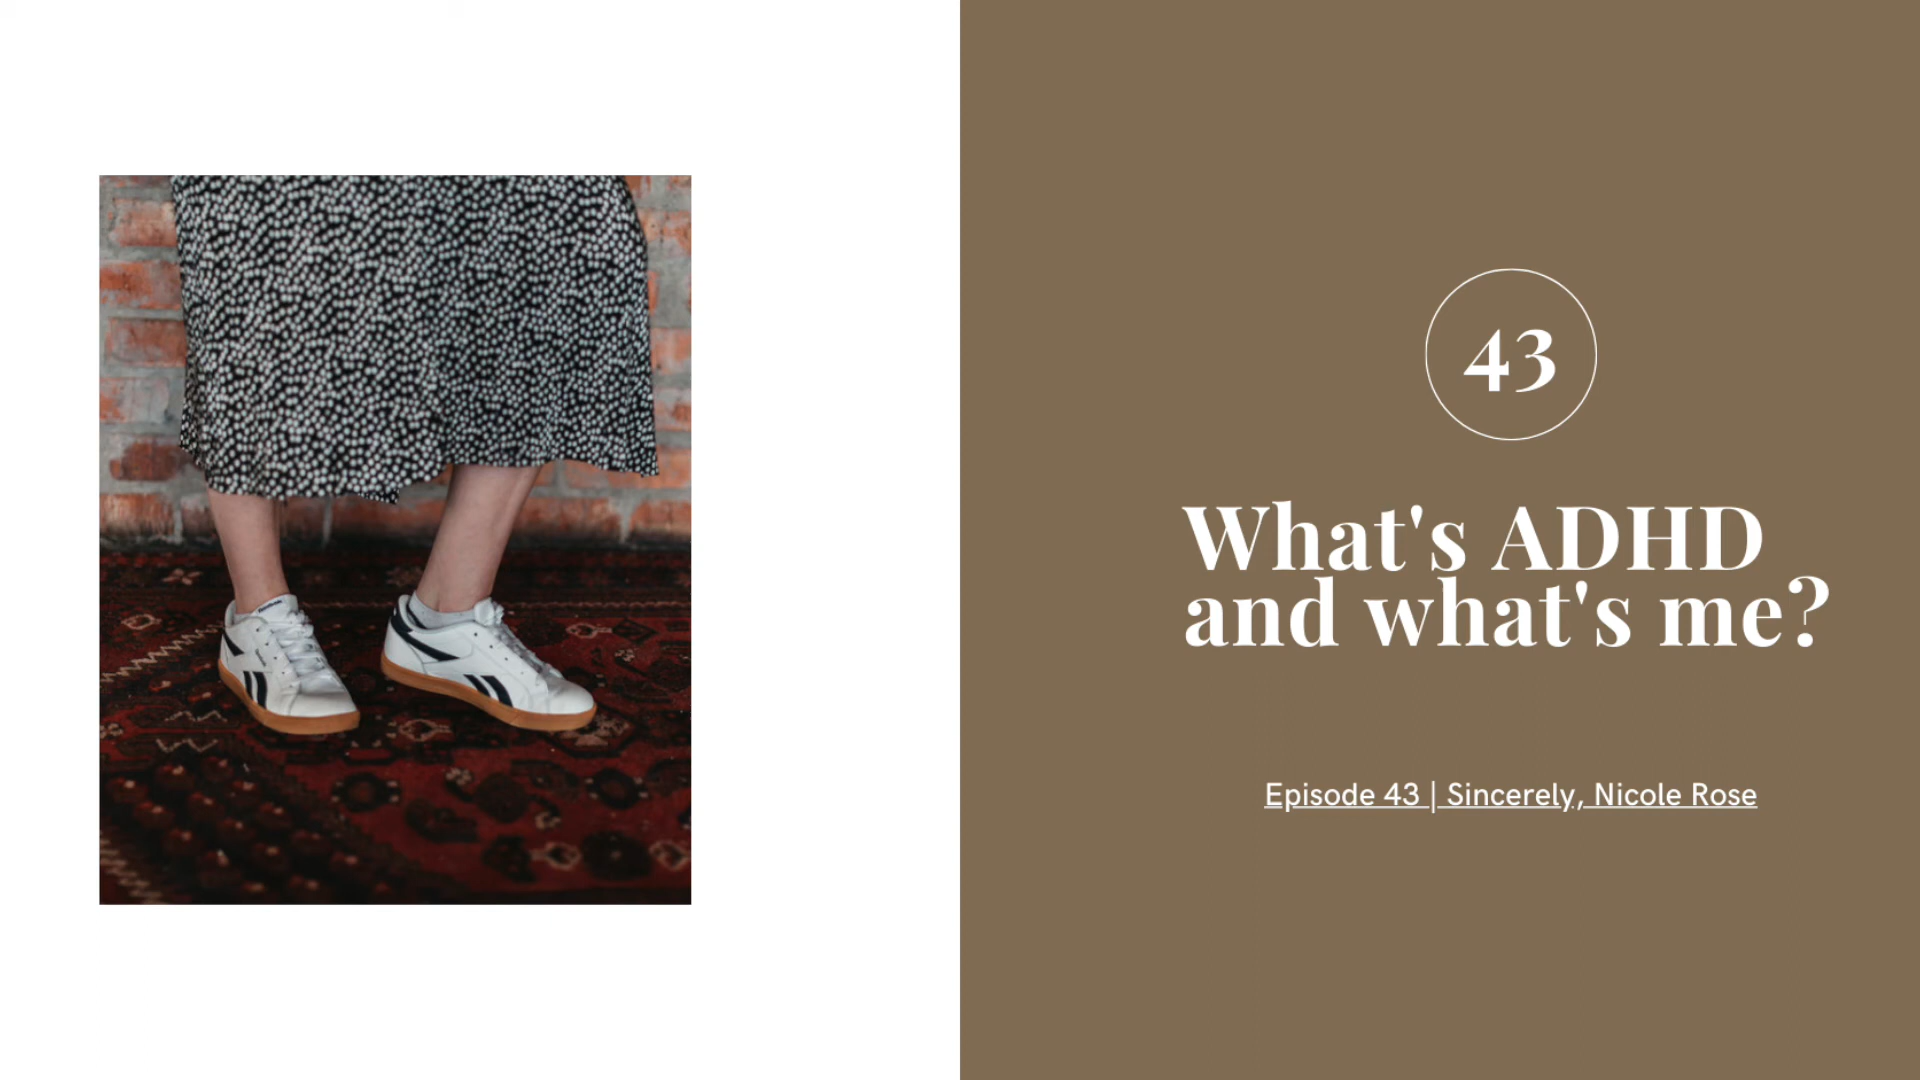 43
What's ADHD
and what's me?
Episode 43 | Sincerely, Nicole Rose